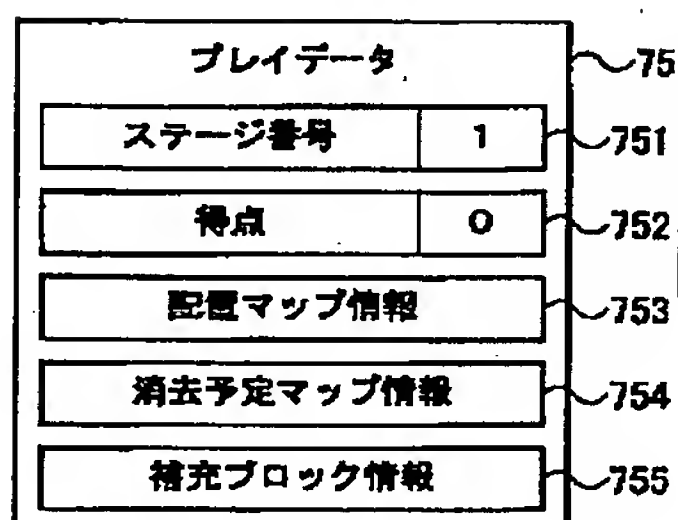 プレイデータ 75
ステージ番号 1 751
得点 0 752
配置マップ情報 753
消去予定マップ情報 754
補充ブロック情報 755